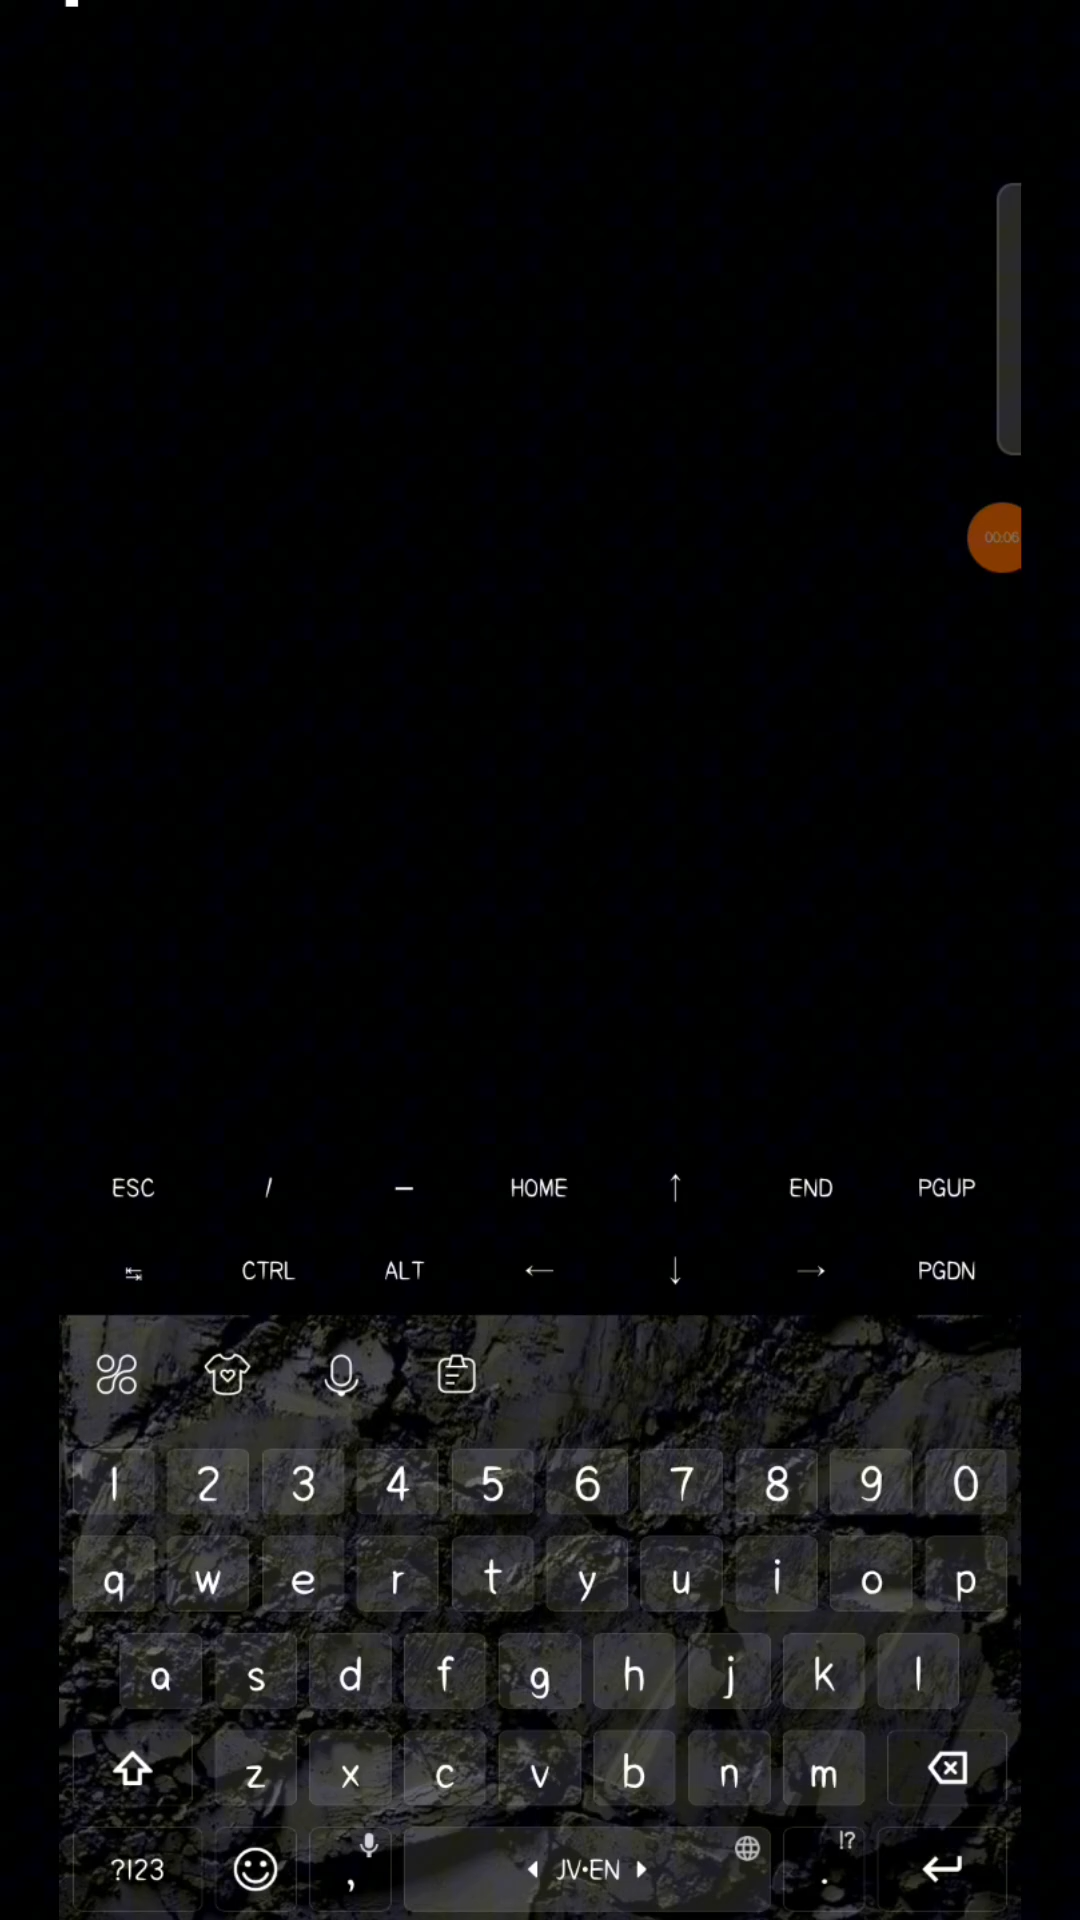 00:06
ESC / — HOME ↑ END PGUP
↹ CTRL ALT ← ↓ → PGDN
1 2 3 4 5 6 7 8 9 0
q w e r t y u i o p
a s d f g h j k l
z x c v b n m
!?
?123 , JV•EN .